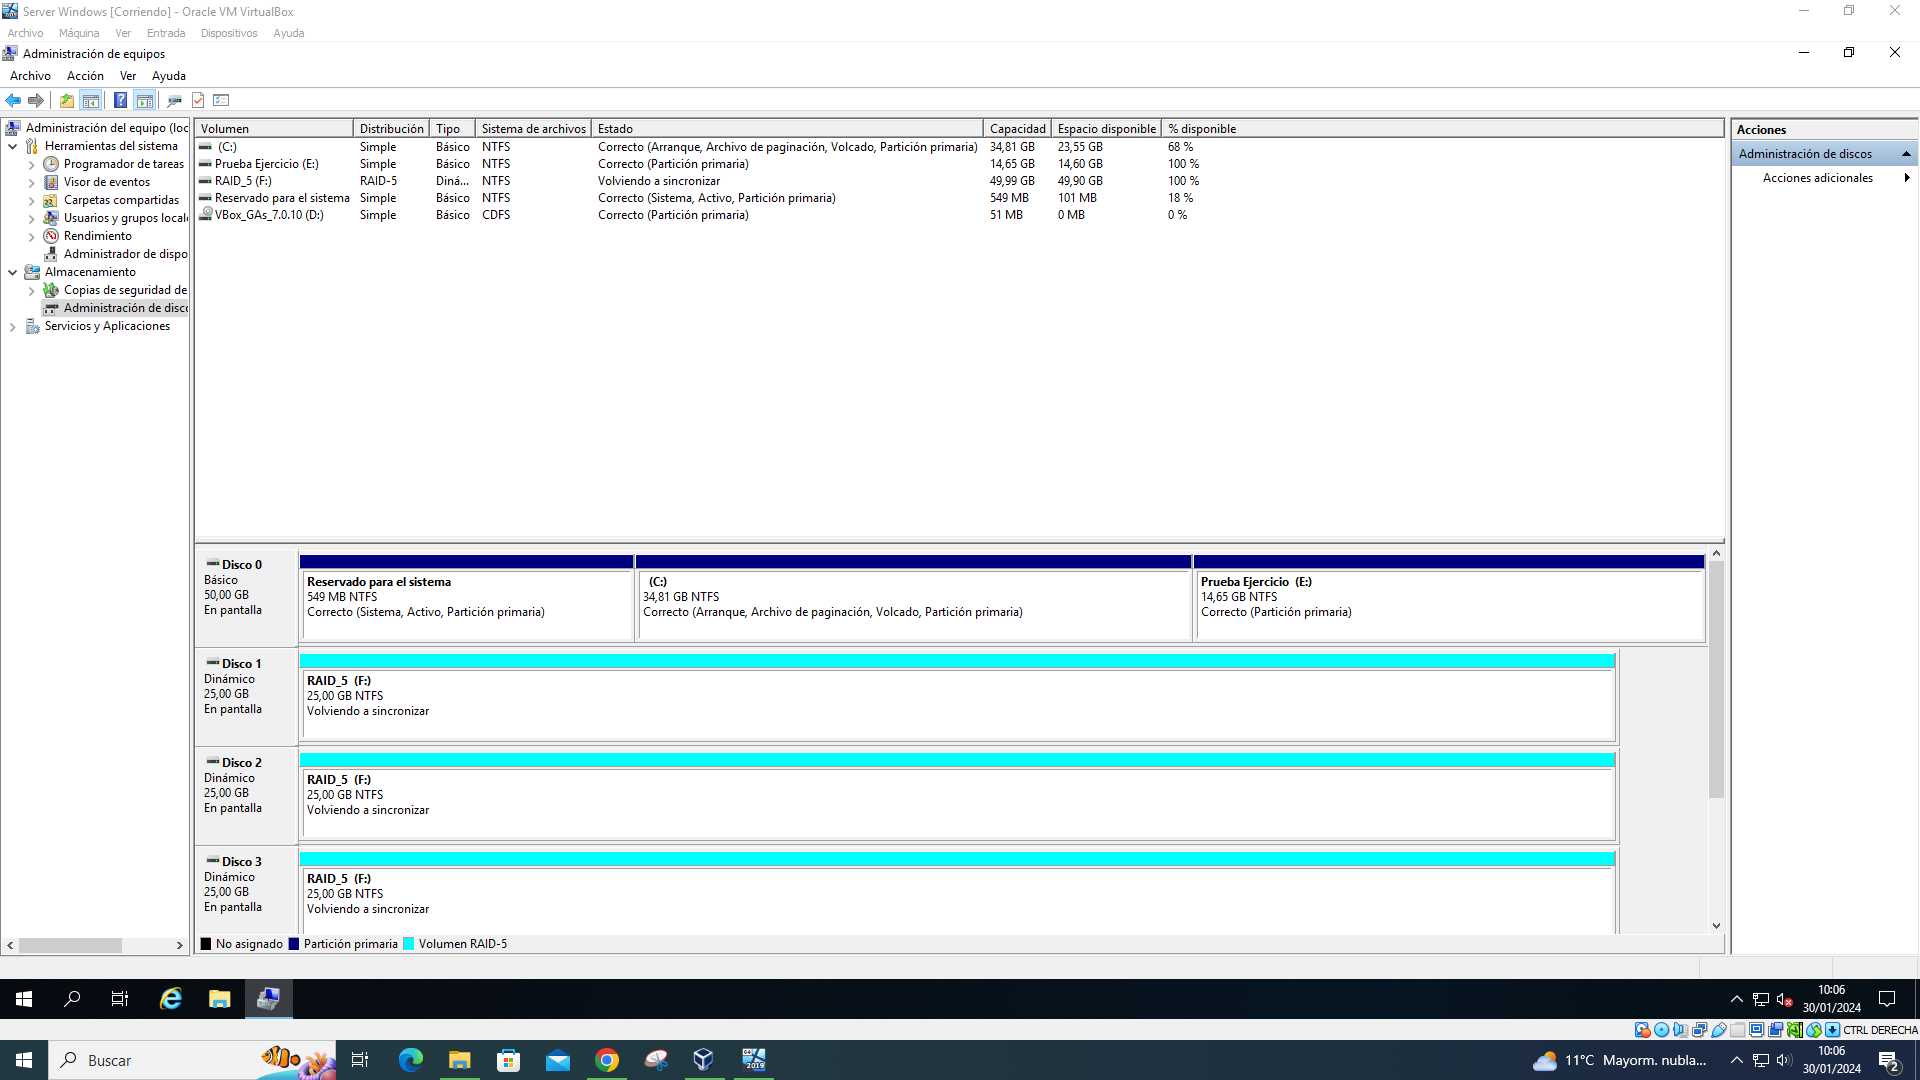 Server Windows [Corriendo] - Oracle VM VirtualBox
Archivo Máquina Ver Entrada Dispositivos Ayuda
Administración de equipos
Archivo Acción Ver Ayuda
Administración del equipo (loc
Herramientas del sistema
Programador de tareas
Visor de eventos
Carpetas compartidas
Usuarios y grupos local
Rendimiento
Administrador de dispo
Almacenamiento
Copias de seguridad de
Administración de disco
Servicios y Aplicaciones
Volumen Distribución Tipo Sistema de archivos Estado Capacidad Espacio disponible % disponible
(C:) Simple Básico NTFS Correcto (Arranque, Archivo de paginación, Volcado, Partición primaria) 34,81 GB 23,55 GB 68 %
Prueba Ejercicio (E:) Simple Básico NTFS Correcto (Partición primaria) 14,65 GB 14,60 GB 100 %
RAID_5 (F:) RAID-5 Diná... NTFS Volviendo a sincronizar 49,99 GB 49,90 GB 100 %
Reservado para el sistema Simple Básico NTFS Correcto (Sistema, Activo, Partición primaria) 549 MB 101 MB 18 %
VBox_GAs_7.0.10 (D:) Simple Básico CDFS Correcto (Partición primaria) 51 MB 0 MB 0 %
Acciones
Administración de discos
Acciones adicionales
Disco 0
Básico
50,00 GB
En pantalla
Reservado para el sistema
549 MB NTFS
Correcto (Sistema, Activo, Partición primaria)
(C:)
34,81 GB NTFS
Correcto (Arranque, Archivo de paginación, Volcado, Partición primaria)
Prueba Ejercicio (E:)
14,65 GB NTFS
Correcto (Partición primaria)
Disco 1
Dinámico
25,00 GB
En pantalla
RAID_5 (F:)
25,00 GB NTFS
Volviendo a sincronizar
Disco 2
Dinámico
25,00 GB
En pantalla
RAID_5 (F:)
25,00 GB NTFS
Volviendo a sincronizar
Disco 3
Dinámico
25,00 GB
En pantalla
RAID_5 (F:)
25,00 GB NTFS
Volviendo a sincronizar
No asignado Partición primaria Volumen RAID-5
10:06
30/01/2024
CTRL DERECHA
Buscar
64
2019
11°C Mayorm. nubla...
10:06
30/01/2024
2